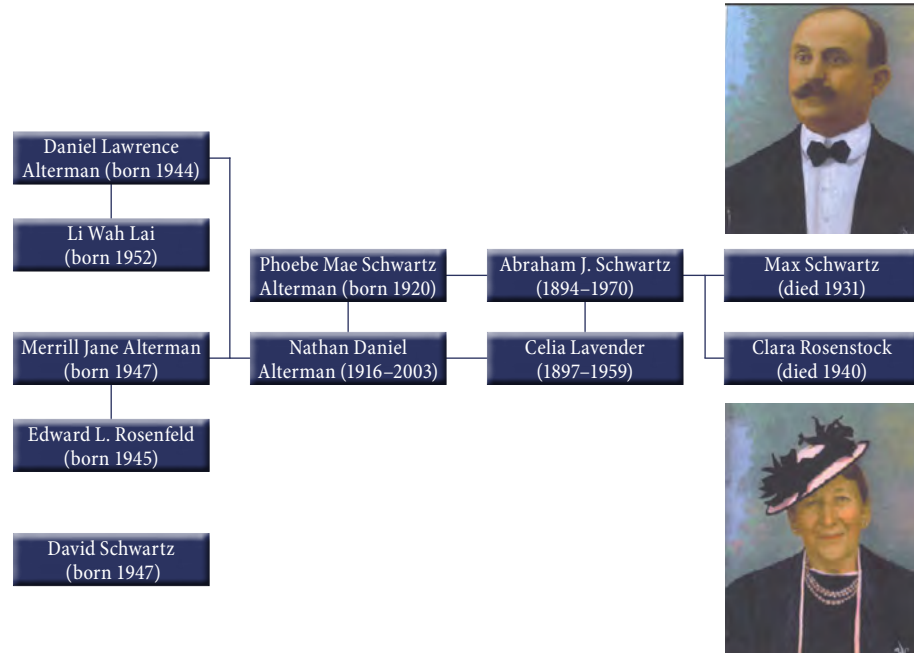 Daniel Lawrence
Alterman (born 1944)
Li Wah Lai
(born 1952)
Merrill Jane Alterman
(born 1947)
Edward L. Rosenfeld
(born 1945)
David Schwartz
(born 1947)
Phoebe Mae Schwartz
Alterman (born 1920)
Nathan Daniel
Alterman (1916–2003)
Abraham J. Schwartz
(1894–1970)
Celia Lavender
(1897–1959)
Max Schwartz
(died 1931)
Clara Rosenstock
(died 1940)